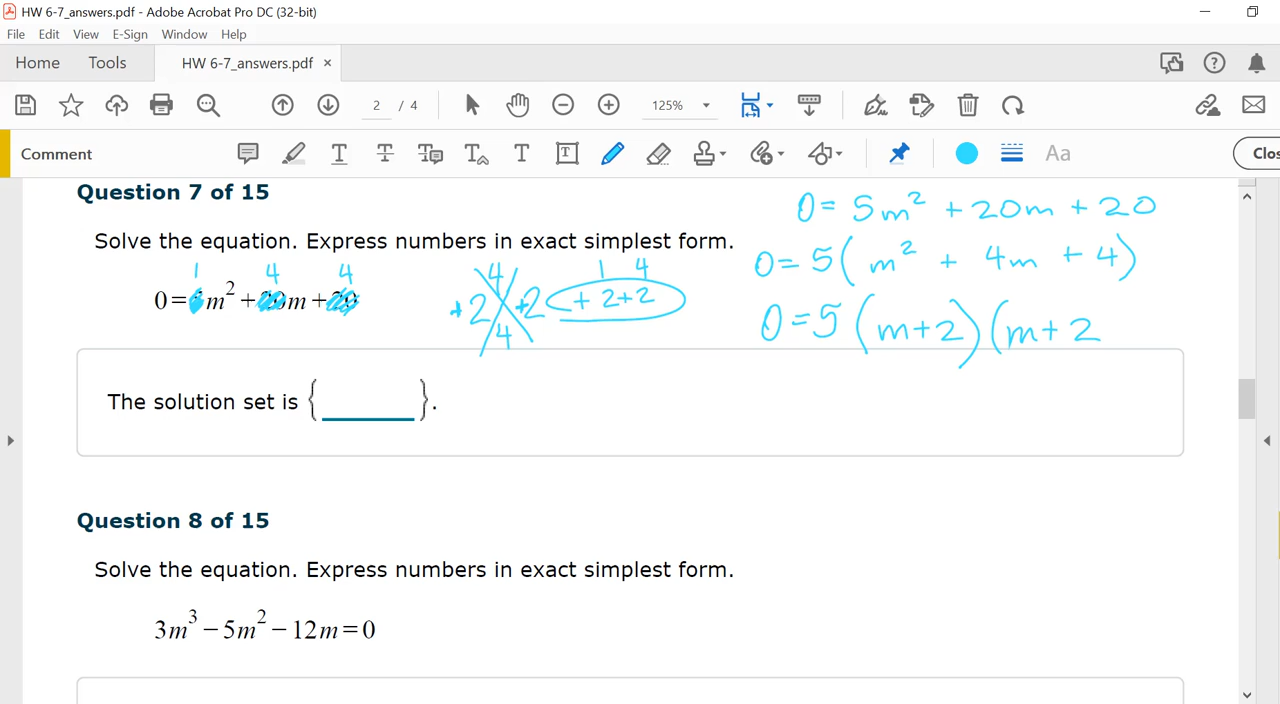 HW 6-7_answers.pdf - Adobe Acrobat Pro DC (32-bit)
File Edit View E-Sign Window Help
Home Tools HW 6-7_answers.pdf ×
2 / 4 125%
Comment T T T T T Aa Clos
Question 7 of 15
0 = 5m² + 20m + 20
Solve the equation. Express numbers in exact simplest form.
0 = 5(m² + 4m + 4)
1 4 4
4 1 4
0= m² + m +
+2 +2 + 2+2
4
0 = 5(m+2)(m+2
The solution set is { }.
Question 8 of 15
Solve the equation. Express numbers in exact simplest form.
3m³ − 5m² − 12m = 0